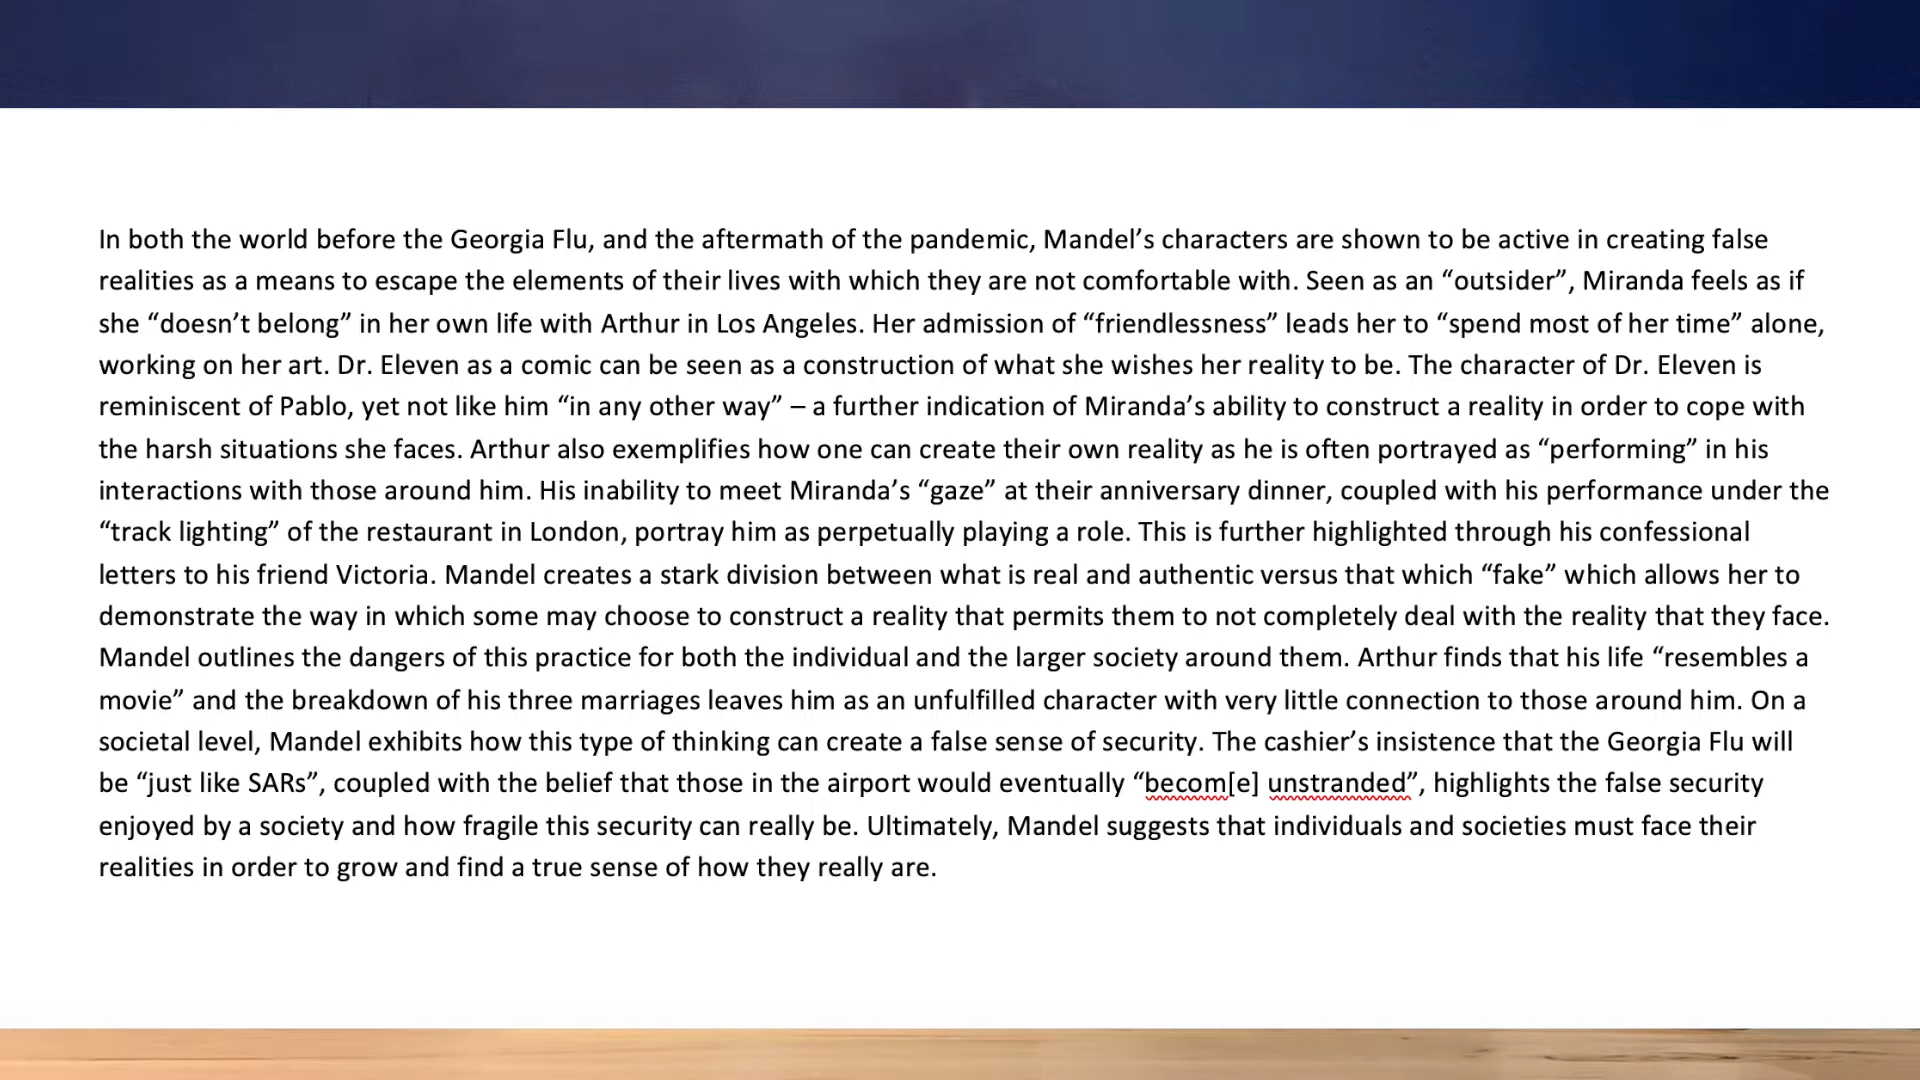 In both the world before the Georgia Flu, and the aftermath of the pandemic, Mandel’s characters are shown to be active in creating false
realities as a means to escape the elements of their lives with which they are not comfortable with. Seen as an “outsider”, Miranda feels as if
she “doesn’t belong” in her own life with Arthur in Los Angeles. Her admission of “friendlessness” leads her to “spend most of her time” alone,
working on her art. Dr. Eleven as a comic can be seen as a construction of what she wishes her reality to be. The character of Dr. Eleven is
reminiscent of Pablo, yet not like him “in any other way” – a further indication of Miranda’s ability to construct a reality in order to cope with
the harsh situations she faces. Arthur also exemplifies how one can create their own reality as he is often portrayed as “performing” in his
interactions with those around him. His inability to meet Miranda’s “gaze” at their anniversary dinner, coupled with his performance under the
“track lighting” of the restaurant in London, portray him as perpetually playing a role. This is further highlighted through his confessional
letters to his friend Victoria. Mandel creates a stark division between what is real and authentic versus that which “fake” which allows her to
demonstrate the way in which some may choose to construct a reality that permits them to not completely deal with the reality that they face.
Mandel outlines the dangers of this practice for both the individual and the larger society around them. Arthur finds that his life “resembles a
movie” and the breakdown of his three marriages leaves him as an unfulfilled character with very little connection to those around him. On a
societal level, Mandel exhibits how this type of thinking can create a false sense of security. The cashier’s insistence that the Georgia Flu will
be “just like SARs”, coupled with the belief that those in the airport would eventually “becom[e] unstranded”, highlights the false security
enjoyed by a society and how fragile this security can really be. Ultimately, Mandel suggests that individuals and societies must face their
realities in order to grow and find a true sense of how they really are.